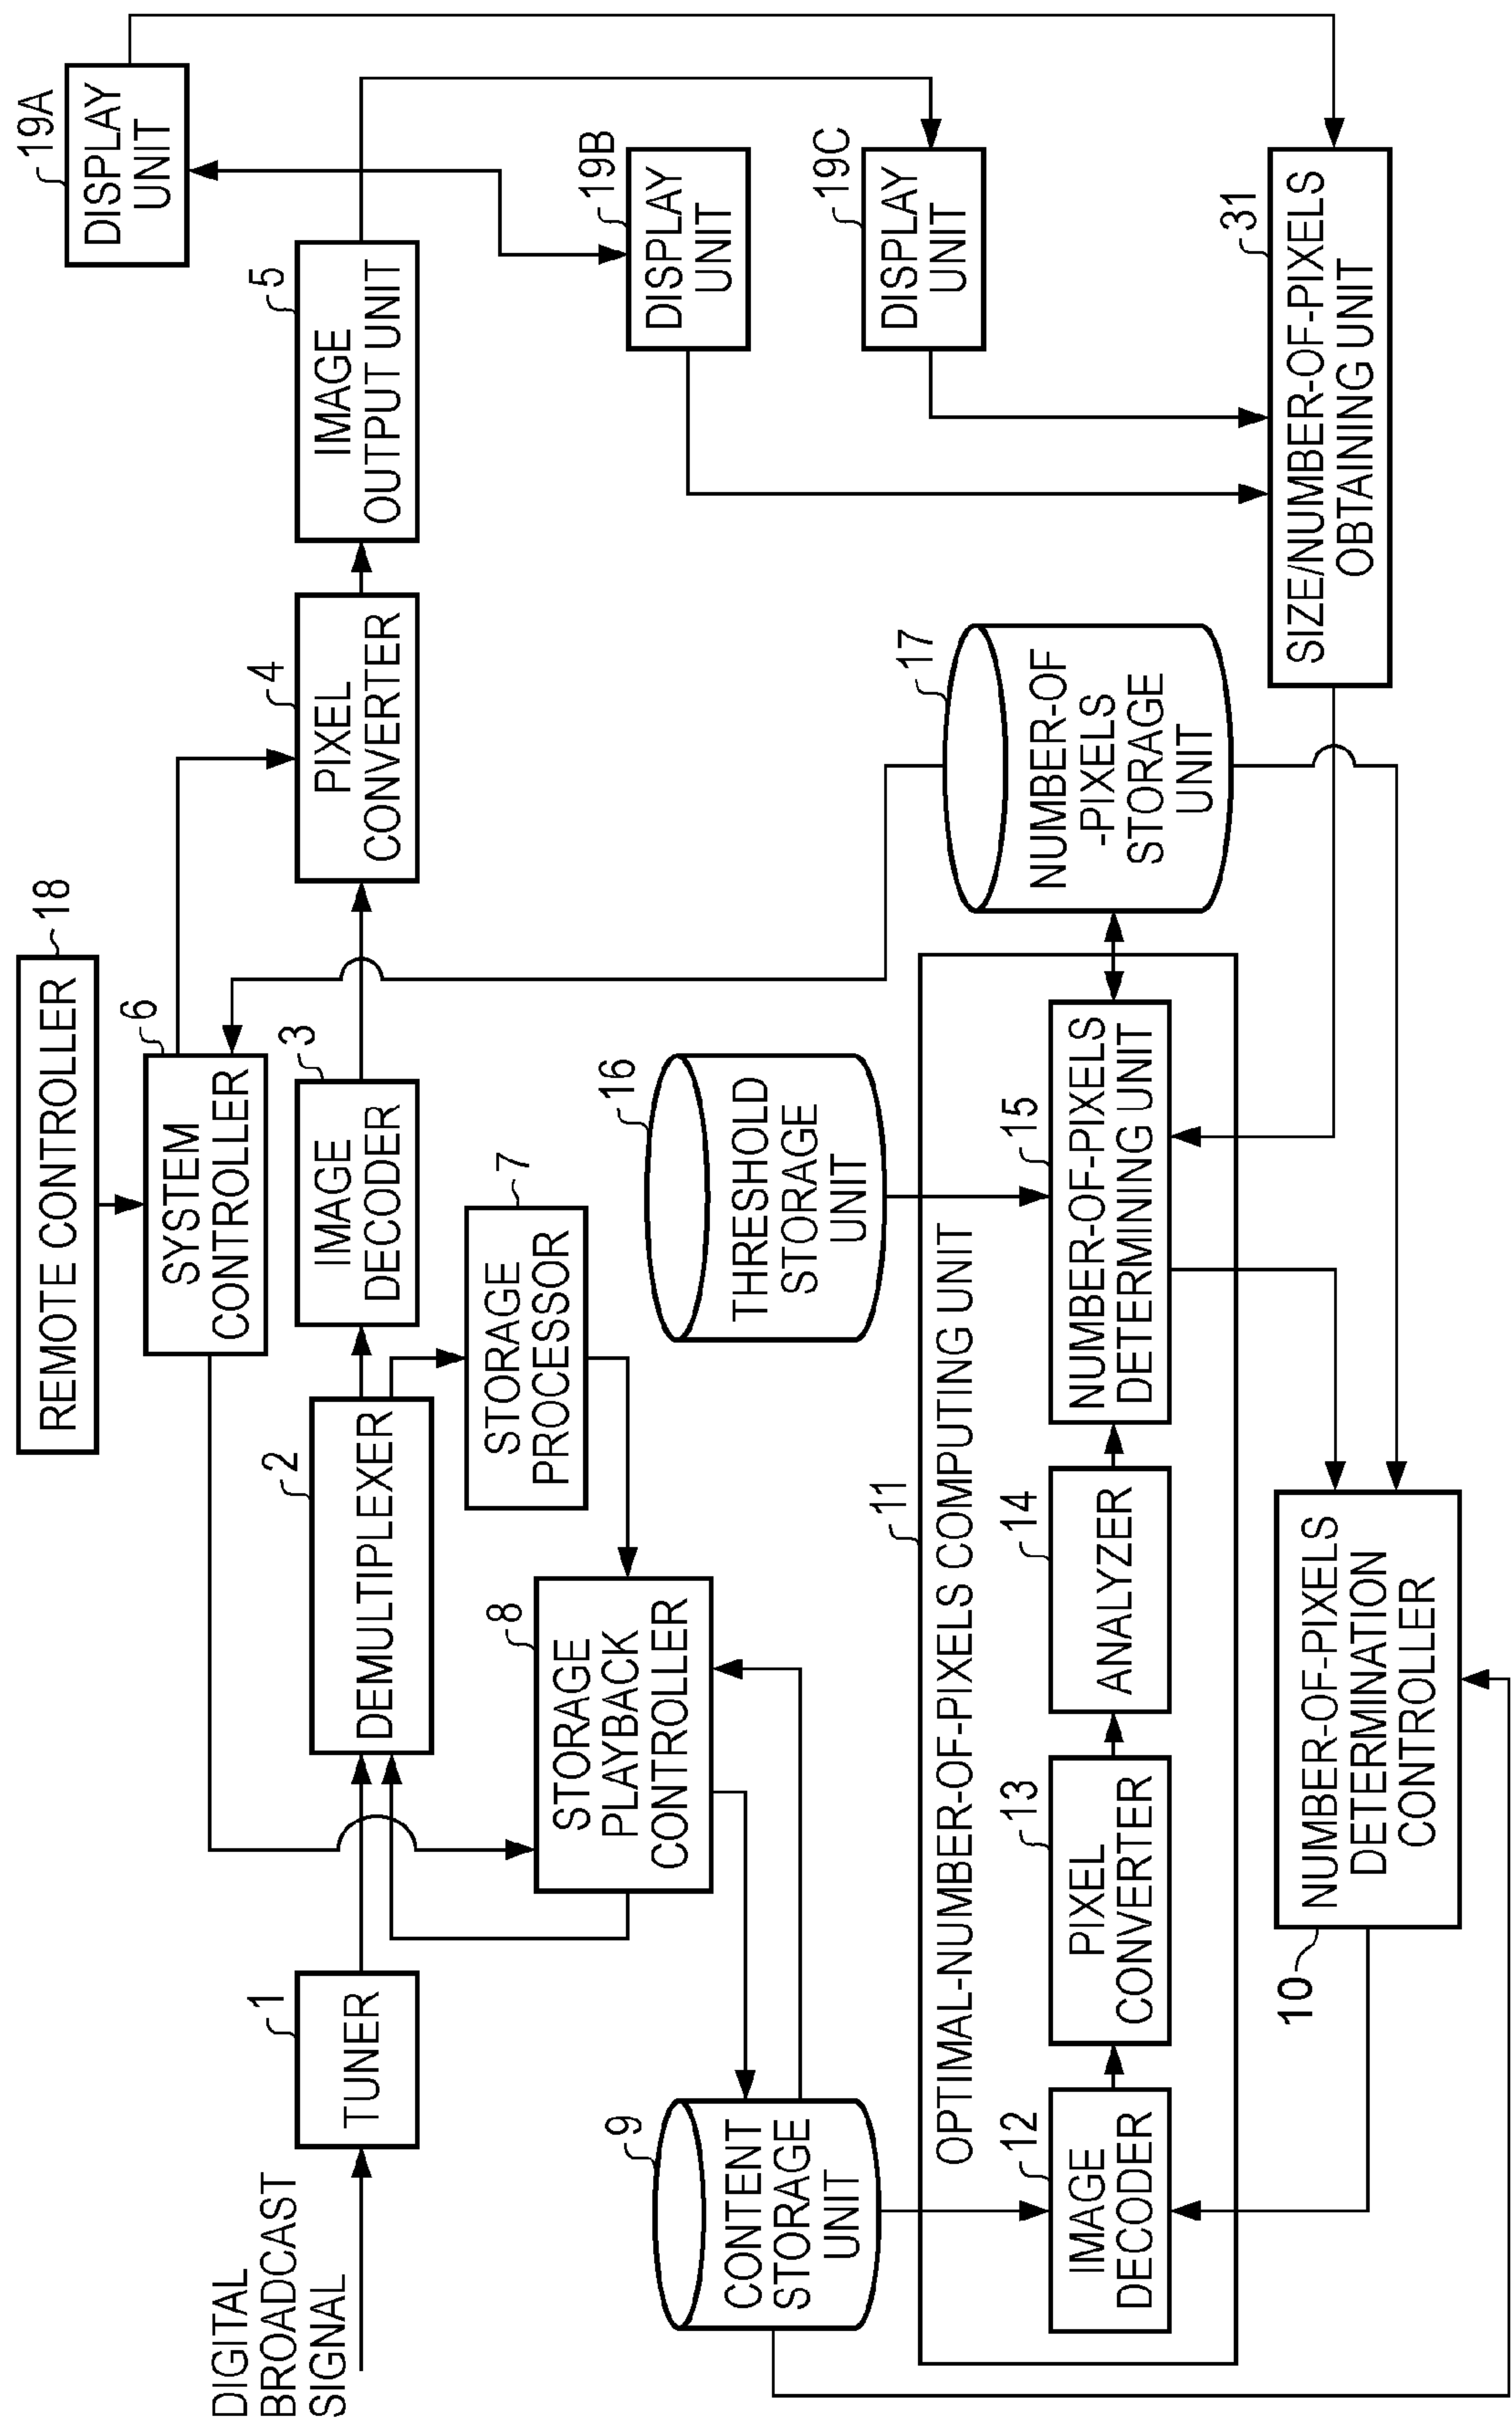 REMOTE CONTROLLER
18
SYSTEM
CONTROLLER
6
DIGITAL
BROADCAST
SIGNAL
1
TUNER
2
DEMULTIPLEXER
3
IMAGE
DECODER
4
PIXEL
CONVERTER
5
IMAGE
OUTPUT UNIT
19A
DISPLAY
UNIT
19B
DISPLAY
UNIT
19C
DISPLAY
UNIT
7
STORAGE
PROCESSOR
8
STORAGE
PLAYBACK
CONTROLLER
9
CONTENT
STORAGE
UNIT
16
THRESHOLD
STORAGE
UNIT
17
NUMBER-OF
-PIXELS
STORAGE
UNIT
11
OPTIMAL-NUMBER-OF-PIXELS COMPUTING UNIT
12
IMAGE
DECODER
13
PIXEL
CONVERTER
14
ANALYZER
15
NUMBER-OF-PIXELS
DETERMINING UNIT
10
NUMBER-OF-PIXELS
DETERMINATION
CONTROLLER
31
SIZE/NUMBER-OF-PIXELS
OBTAINING UNIT